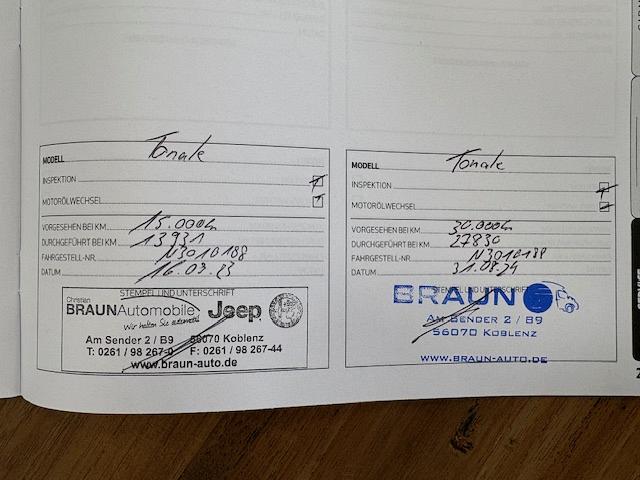 MODELL Tonale
INSPEKTION
MOTORÖLWECHSEL
VORGESEHEN BEI KM 15.000
DURCHGEFÜHRT BEI KM 13931
FAHRGESTELL-NR. N3010188
DATUM 16.03.23
STEMPEL UND UNTERSCHRIFT
Christian
BRAUNAutomobile Jeep
Wir halten Sie automobil
Am Sender 2 / B9 56070 Koblenz
T: 0261 / 98 267-0 F: 0261 / 98 267-44
www.braun-auto.de
MODELL Tonale
INSPEKTION
MOTORÖLWECHSEL
VORGESEHEN BEI KM 30.000
DURCHGEFÜHRT BEI KM 27830
FAHRGESTELL-NR. N3010188
DATUM 31.07.24
STEMPEL UND UNTERSCHRIFT
BRAUN
AM SENDER 2 / B9
56070 KOBLENZ
WWW.BRAUN-AUTO.DE